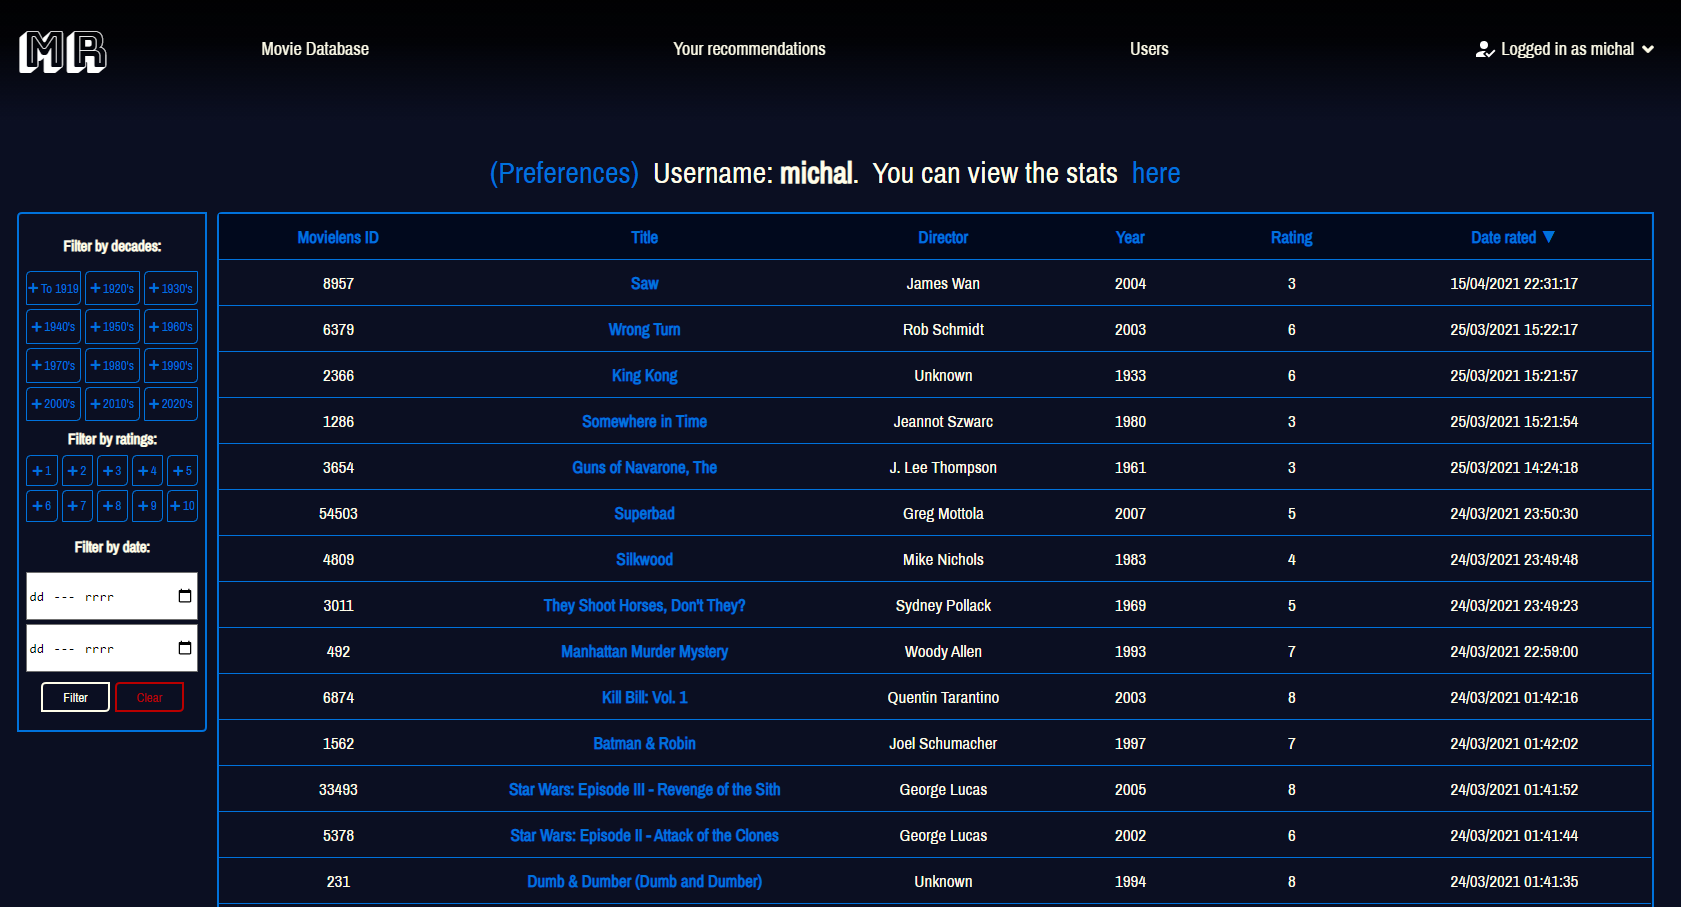 MR
Movie Database
Your recommendations
Users
Logged in as michal
(Preferences) Username: michal. You can view the stats here
Filter by decades:
+ To 1919 + 1920's + 1930's
+ 1940's + 1950's + 1960's
+ 1970's + 1980's + 1990's
+ 2000's + 2010's + 2020's
Filter by ratings:
+ 1 + 2 + 3 + 4 + 5
+ 6 + 7 + 8 + 9 + 10
Filter by date:
dd --- rrrr
dd --- rrrr
Filter Clear
Movielens ID Title Director Year Rating Date rated ▼
8957 Saw James Wan 2004 3 15/04/2021 22:31:17
6379 Wrong Turn Rob Schmidt 2003 6 25/03/2021 15:22:17
2366 King Kong Unknown 1933 6 25/03/2021 15:21:57
1286 Somewhere in Time Jeannot Szwarc 1980 3 25/03/2021 15:21:54
3654 Guns of Navarone, The J. Lee Thompson 1961 3 25/03/2021 14:24:18
54503 Superbad Greg Mottola 2007 5 24/03/2021 23:50:30
4809 Silkwood Mike Nichols 1983 4 24/03/2021 23:49:48
3011 They Shoot Horses, Don't They? Sydney Pollack 1969 5 24/03/2021 23:49:23
492 Manhattan Murder Mystery Woody Allen 1993 7 24/03/2021 22:59:00
6874 Kill Bill: Vol. 1 Quentin Tarantino 2003 8 24/03/2021 01:42:16
1562 Batman & Robin Joel Schumacher 1997 7 24/03/2021 01:42:02
33493 Star Wars: Episode III - Revenge of the Sith George Lucas 2005 8 24/03/2021 01:41:52
5378 Star Wars: Episode II - Attack of the Clones George Lucas 2002 6 24/03/2021 01:41:44
231 Dumb & Dumber (Dumb and Dumber) Unknown 1994 8 24/03/2021 01:41:35